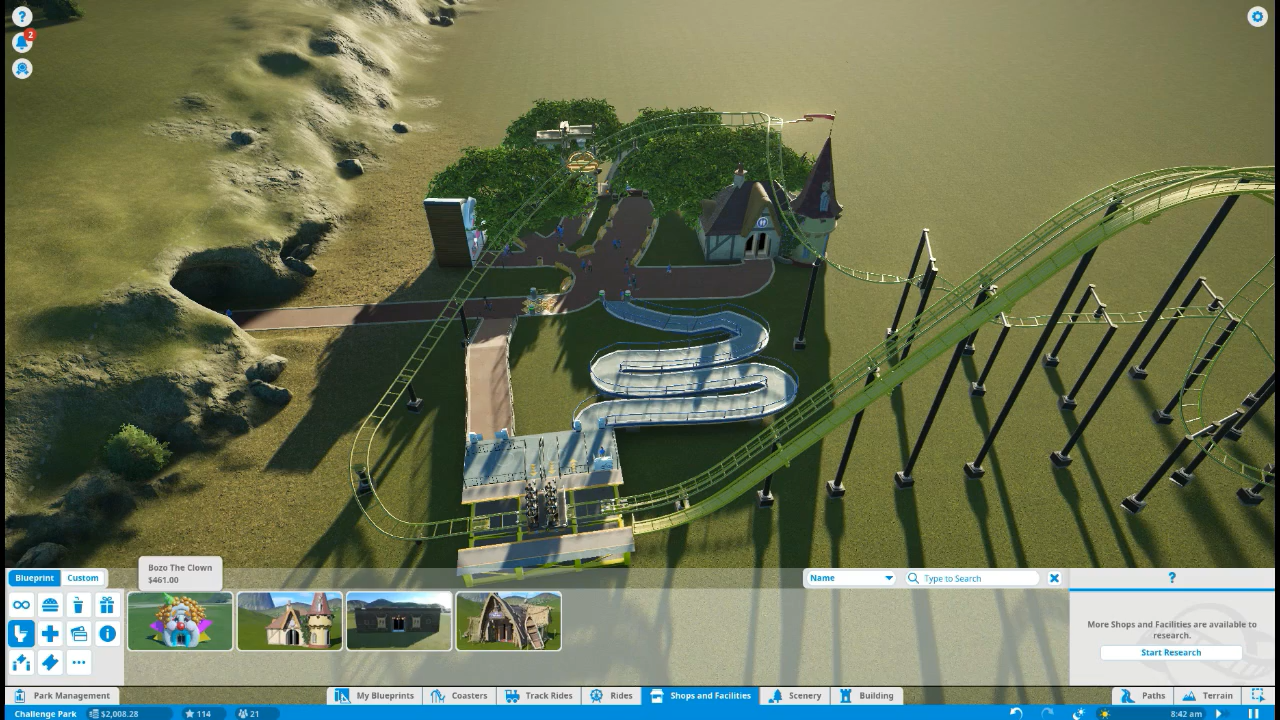 ?
2
Bozo The Clown
$461.00
Blueprint
Custom
Name
Type to Search
?
More Shops and Facilities are available to
research.
Start Research
Park Management
My Blueprints
Coasters
Track Rides
Rides
Shops and Facilities
Scenery
Building
Paths
Terrain
Challenge Park
$2,008.28
114
21
8:42 am